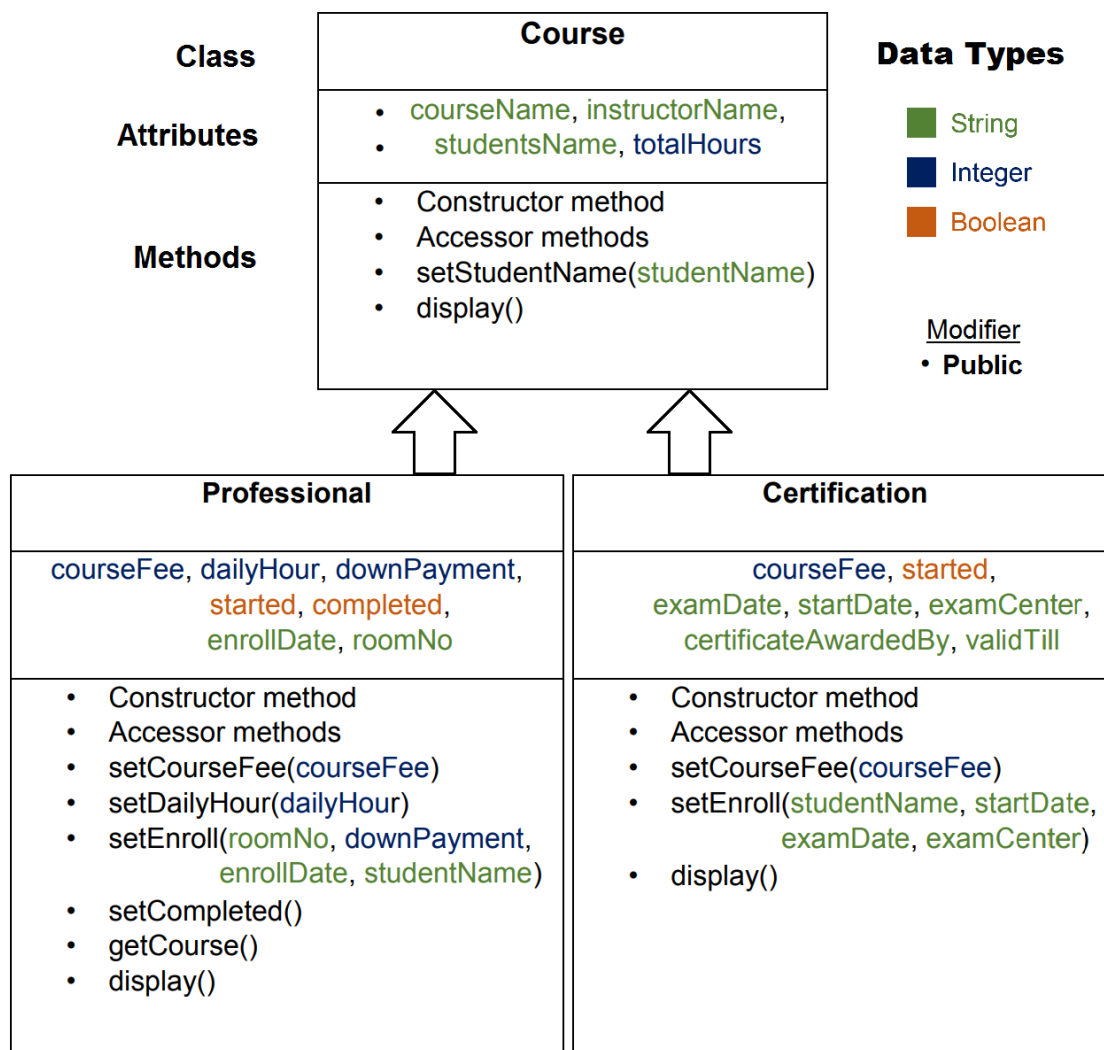 Class
Course
Data Types
Attributes
• courseName, instructorName,
• studentsName, totalHours
String
Integer
Boolean
Methods
• Constructor method
• Accessor methods
• setStudentName(studentName)
• display()
Modifier
• Public
Professional
courseFee, dailyHour, downPayment,
started, completed,
enrollDate, roomNo
• Constructor method
• Accessor methods
• setCourseFee(courseFee)
• setDailyHour(dailyHour)
• setEnroll(roomNo, downPayment,
enrollDate, studentName)
• setCompleted()
• getCourse()
• display()
Certification
courseFee, started,
examDate, startDate, examCenter,
certificateAwardedBy, validTill
• Constructor method
• Accessor methods
• setCourseFee(courseFee)
• setEnroll(studentName, startDate,
examDate, examCenter)
• display()